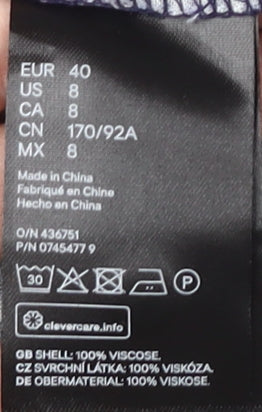 EUR 40
US 8
CA 8
CN 170/92A
MX 8
Made in China
Fabriqué en Chine
Hecho en China
O/N 436751
P/N 0745477 9
30 P
clevercare.info
GB SHELL: 100% VISCOSE.
CZ SVRCHNÍ LÁTKA: 100% VISKÓZA.
DE OBERMATERIAL: 100% VISKOSE.